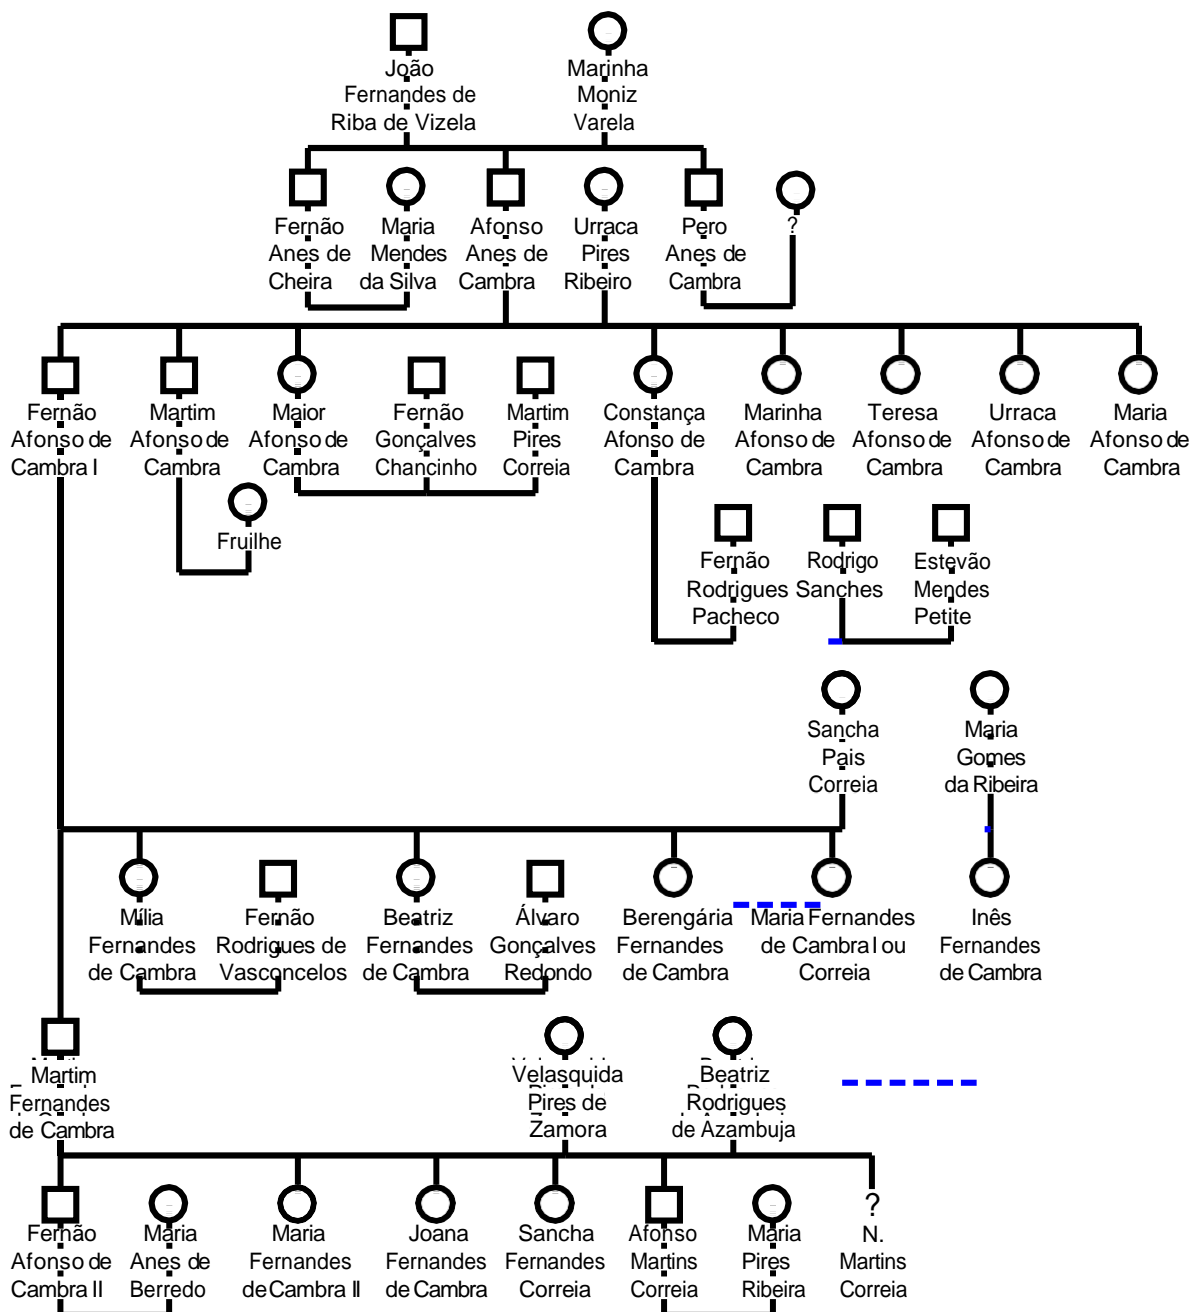 João
Fernandes de
Riba de Vizela
Marinha
Moniz
Varela
Fernão
Anes de
Cheira
Maria
Mendes
da Silva
Afonso
Anes de
Cambra
Urraca
Pires
Ribeiro
Pero
Anes de
Cambra
?
Fernão
Afonso de
Cambra I
Martim
Afonso de
Cambra
Maior
Afonso de
Cambra
Fernão
Gonçalves
Chancinho
Martim
Pires
Correia
Constança
Afonso de
Cambra
Marinha
Afonso de
Cambra
Teresa
Afonso de
Cambra
Urraca
Afonso de
Cambra
Maria
Afonso de
Cambra
Fruilhe
Fernão
Rodrigues
Pacheco
Rodrigo
Sanches
Estevão
Mendes
Petite
Sancha
Pais
Correia
Maria
Gomes
da Ribeira
Mília
Fernandes
de Cambra
Fernão
Rodrigues de
Vasconcelos
Beatriz
Fernandes
de Cambra
Álvaro
Gonçalves
Redondo
Berengária
Fernandes
de Cambra
Maria Fernandes
de Cambra I ou
Correia
Inês
Fernandes
de Cambra
Martim
Fernandes
de Cambra
Velasquida
Pires de
Zamora
Beatriz
Rodrigues
de Azambuja
Fernão
Afonso de
Cambra II
Maria
Anes de
Berredo
Maria
Fernandes
de Cambra II
Joana
Fernandes
de Cambra
Sancha
Fernandes
Correia
Afonso
Martins
Correia
Maria
Pires
Ribeira
?
N.
Martins
Correia